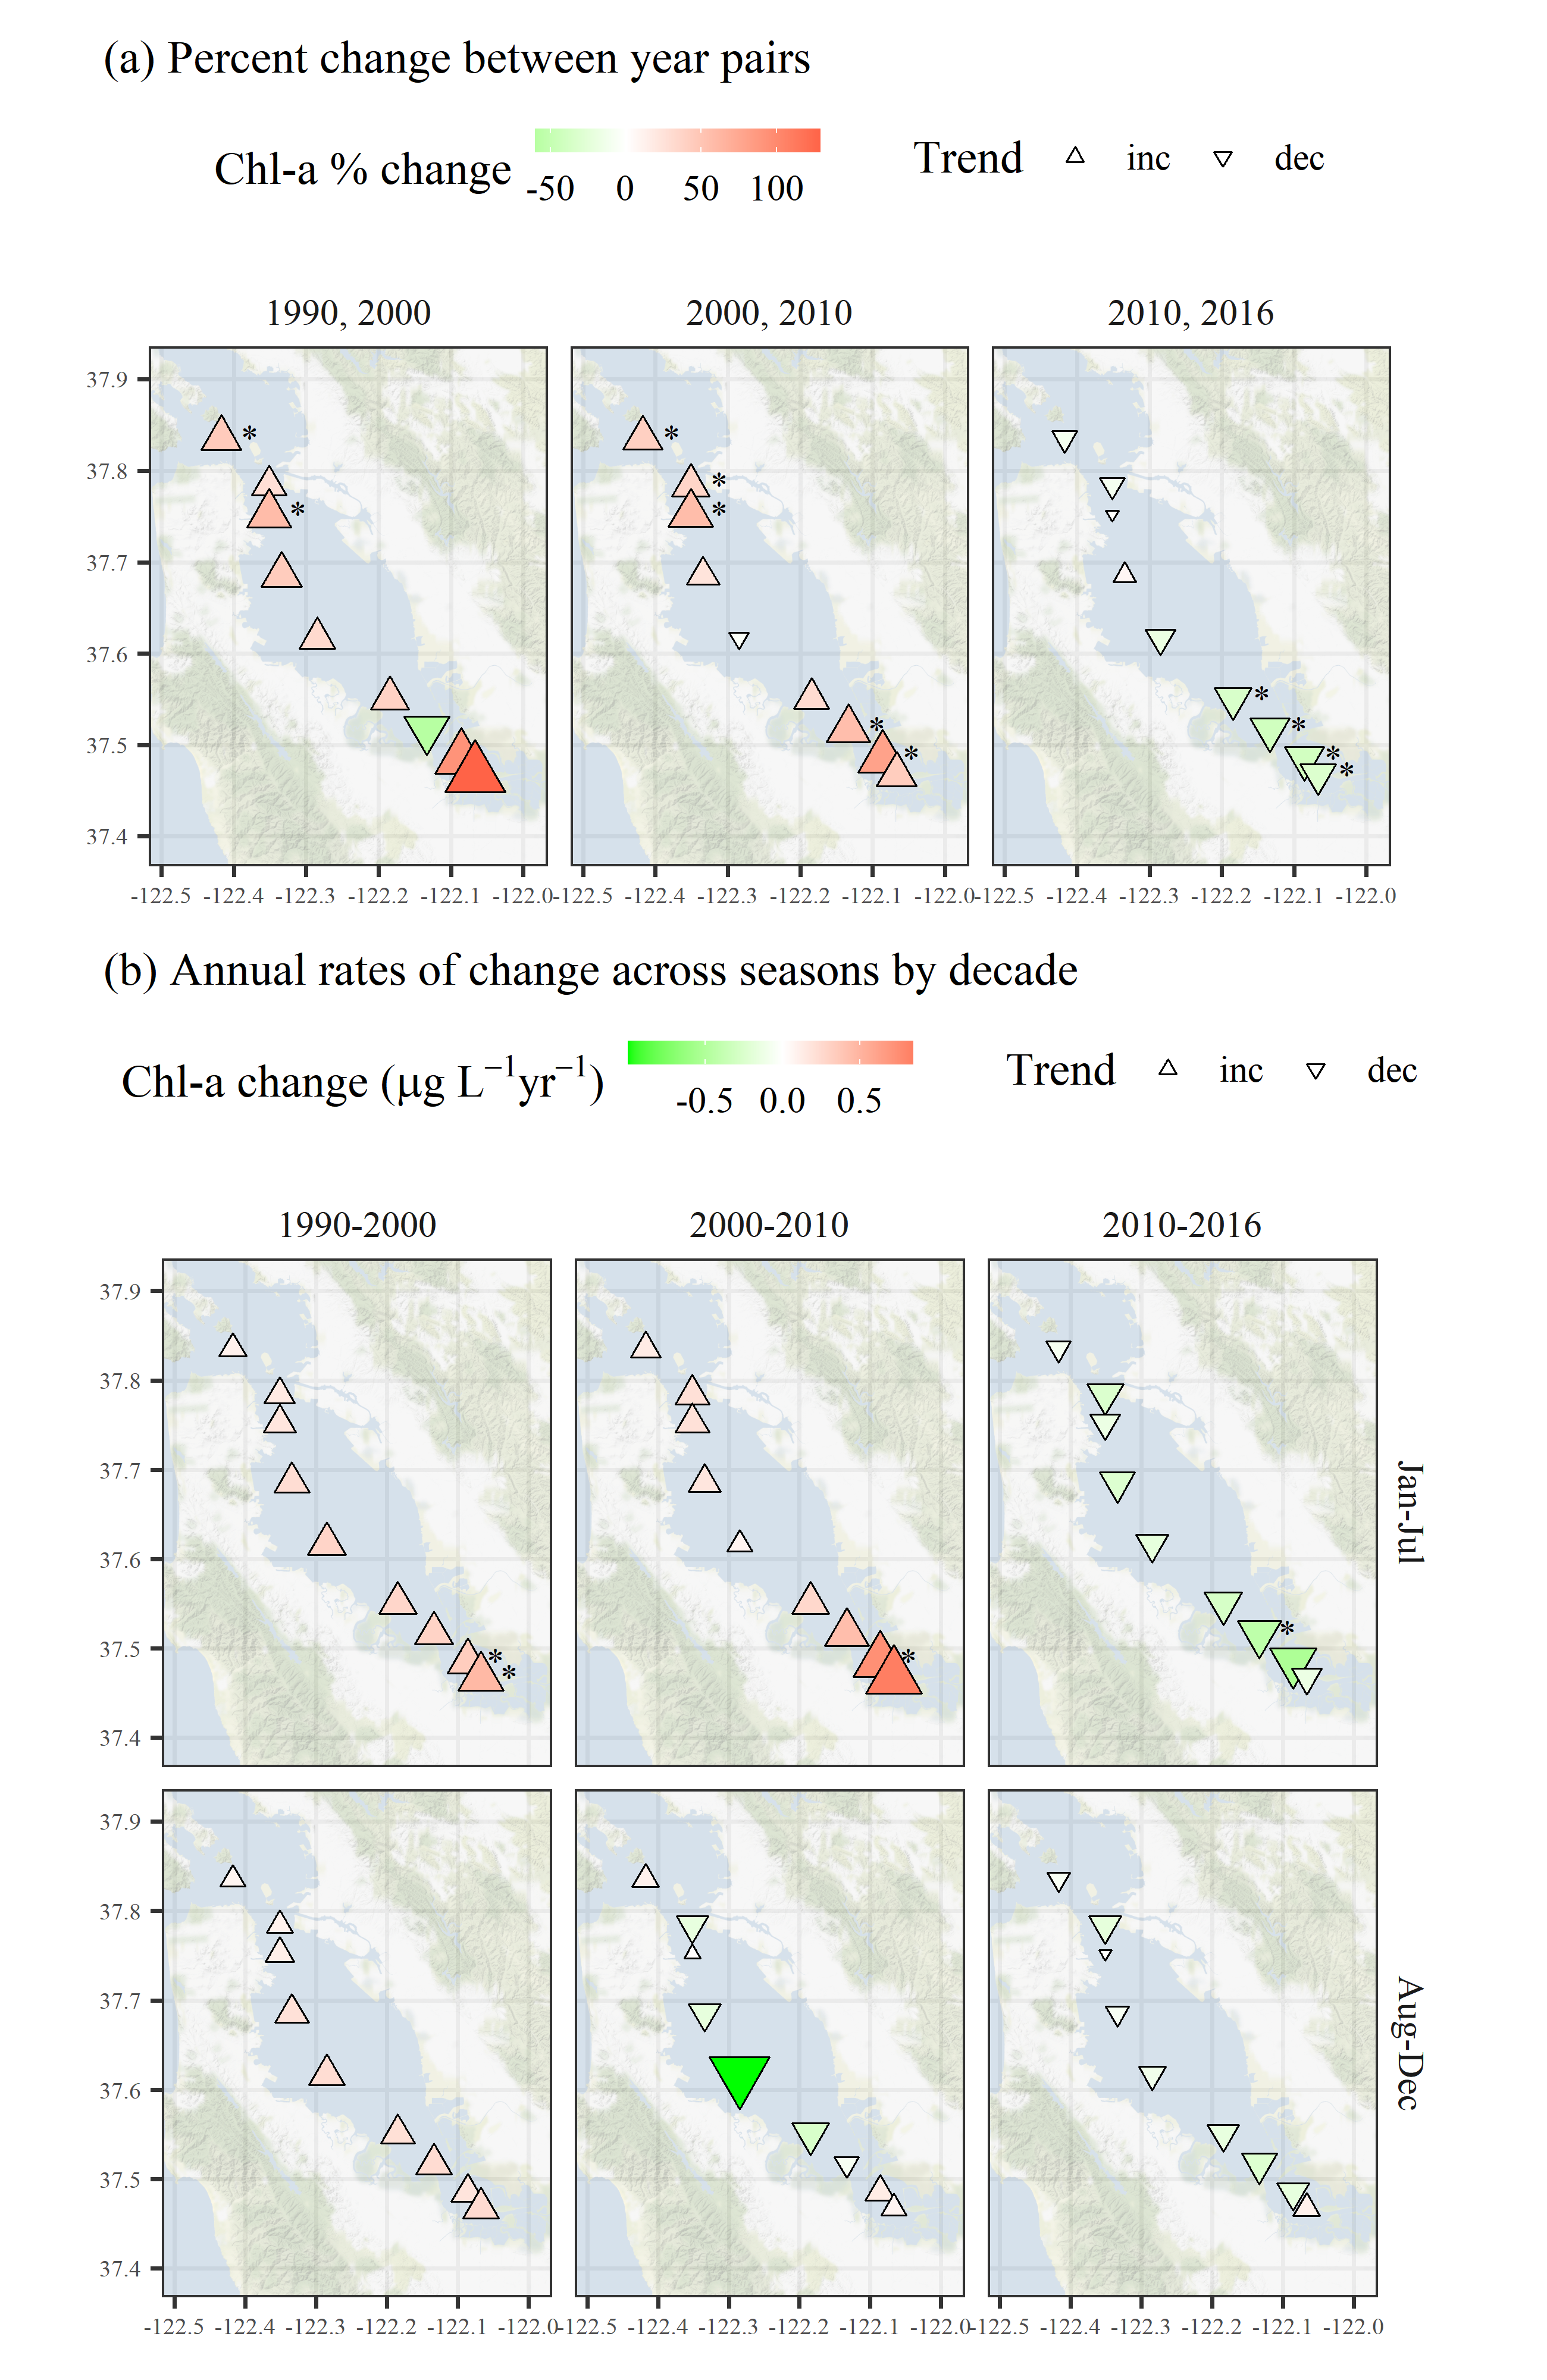 (a) Percent change between year pairs
Chl-a % change
-50 0 50 100
Trend inc dec
1990, 2000 2000, 2010 2010, 2016
37.9
37.8
37.7
37.6
37.5
37.4
* *
* * * * *
* * * *
-122.5 -122.4 -122.3 -122.2 -122.1 -122.0 -122.5 -122.4 -122.3 -122.2 -122.1 -122.0 -122.5 -122.4 -122.3 -122.2 -122.1 -122.0
(b) Annual rates of change across seasons by decade
Chl-a change (μg L⁻¹yr⁻¹)
-0.5 0.0 0.5
Trend inc dec
1990-2000 2000-2010 2010-2016
37.9
37.8
37.7
37.6
37.5
37.4
* *
*
*
Jan-Jul
37.9
37.8
37.7
37.6
37.5
37.4
Aug-Dec
-122.5 -122.4 -122.3 -122.2 -122.1 -122.0 -122.5 -122.4 -122.3 -122.2 -122.1 -122.0 -122.5 -122.4 -122.3 -122.2 -122.1 -122.0